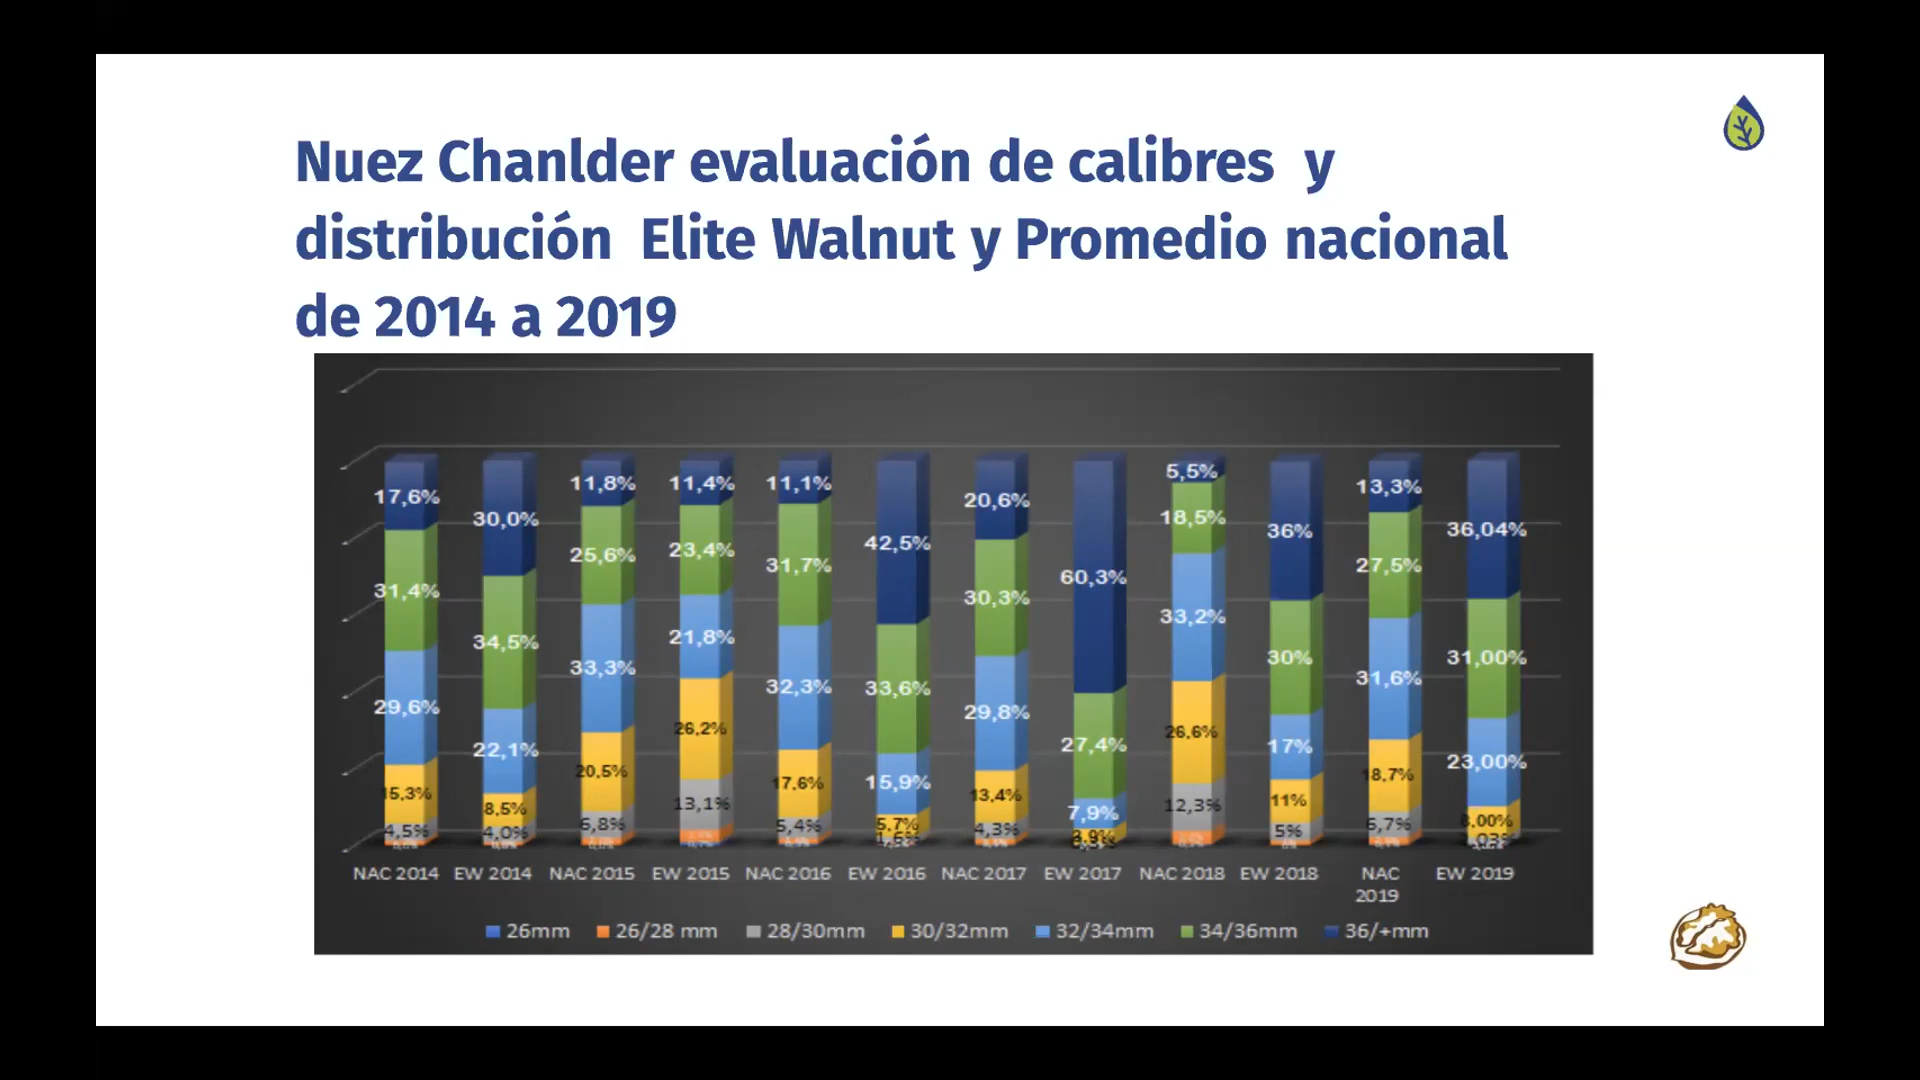 Nuez Chanlder evaluación de calibres y
distribución Elite Walnut y Promedio nacional
de 2014 a 2019
17,6% 30,0% 11,8% 11,4% 11,1% 42,5% 20,6% 60,3% 5,5% 36% 13,3% 36,04%
31,4% 34,5% 25,6% 23,4% 31,7% 33,6% 30,3% 27,4% 18,5% 30% 27,5% 31,00%
29,6% 22,1% 33,3% 21,8% 32,3% 15,9% 29,8% 7,9% 33,2% 17% 31,6% 23,00%
15,3% 8,5% 20,5% 26,2% 17,6% 5,7% 13,4% 26,6% 11% 18,7% 8,00%
4,5% 4,0% 6,8% 13,1% 5,4% 4,3% 12,3% 5% 6,7%
NAC 2014 EW 2014 NAC 2015 EW 2015 NAC 2016 EW 2016 NAC 2017 EW 2017 NAC 2018 EW 2018 NAC 2019 EW 2019
26mm 26/28 mm 28/30mm 30/32mm 32/34mm 34/36mm 36/+mm